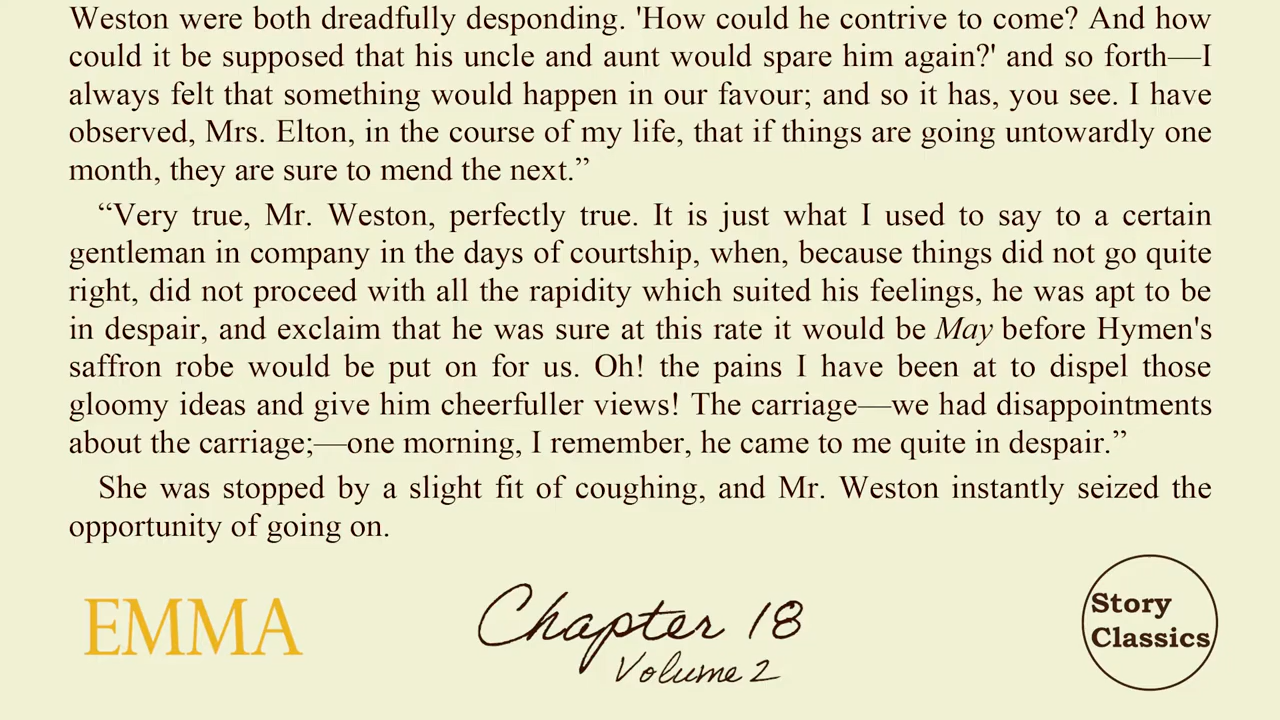 Weston were both dreadfully desponding. 'How could he contrive to come? And how
could it be supposed that his uncle and aunt would spare him again?' and so forth—I
always felt that something would happen in our favour; and so it has, you see. I have
observed, Mrs. Elton, in the course of my life, that if things are going untowardly one
month, they are sure to mend the next.”
“Very true, Mr. Weston, perfectly true. It is just what I used to say to a certain
gentleman in company in the days of courtship, when, because things did not go quite
right, did not proceed with all the rapidity which suited his feelings, he was apt to be
in despair, and exclaim that he was sure at this rate it would be May before Hymen's
saffron robe would be put on for us. Oh! the pains I have been at to dispel those
gloomy ideas and give him cheerfuller views! The carriage—we had disappointments
about the carriage;—one morning, I remember, he came to me quite in despair.”
She was stopped by a slight fit of coughing, and Mr. Weston instantly seized the
opportunity of going on.
EMMA
Chapter 18
Volume 2
Story
Classics